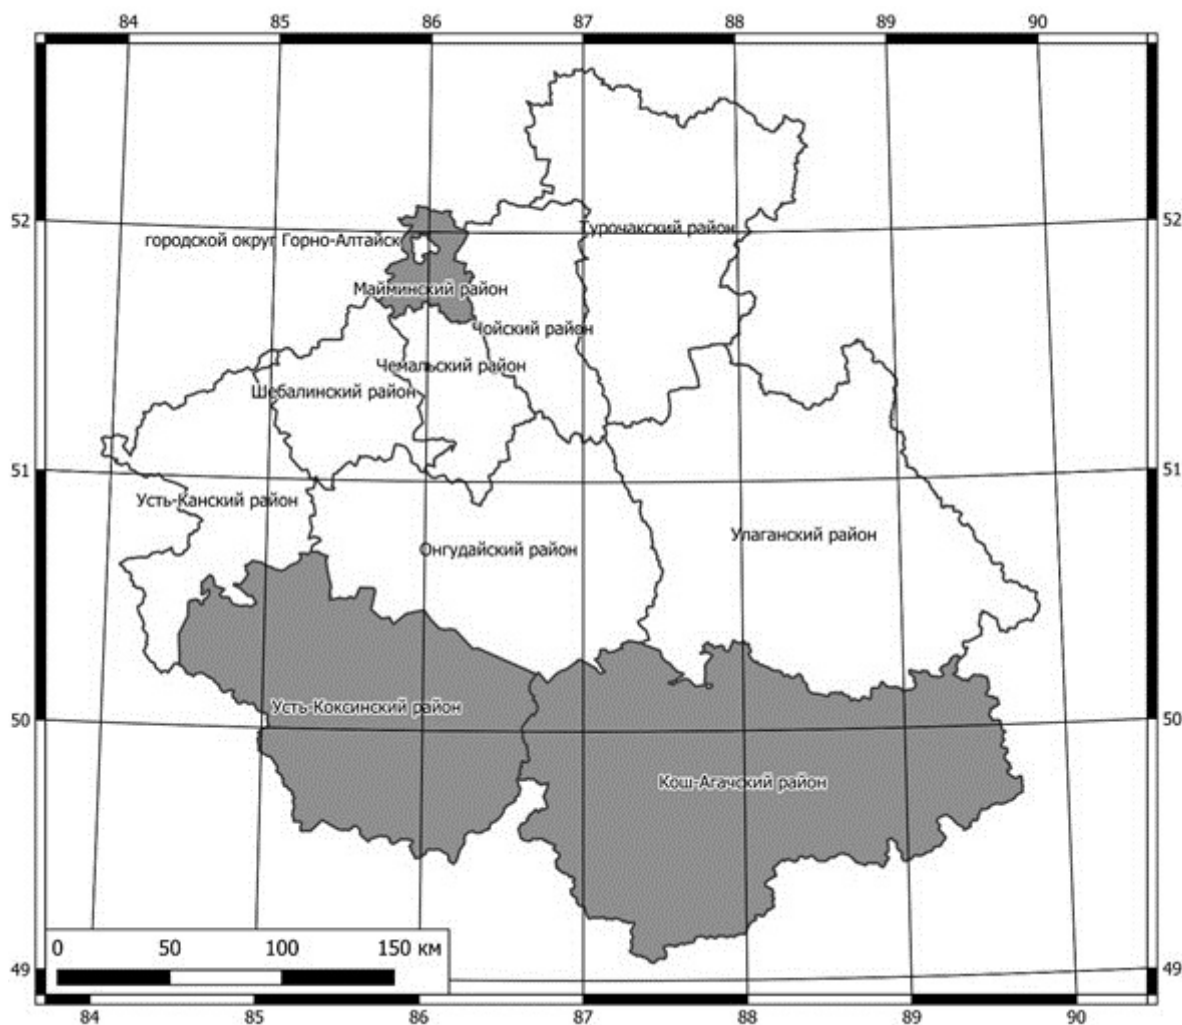 84 85 86 87 88 89 90
52 52
Турочакский район
городской округ Горно-Алтайск
Майминский район
Чойский район
Чемальский район
Шебалинский район
51 51
Усть-Канский район
Улаганский район
Онгудайский район
Усть-Коксинский район
50 50
Кош-Агачский район
0 50 100 150 км
49 49
84 85 86 87 88 89 90